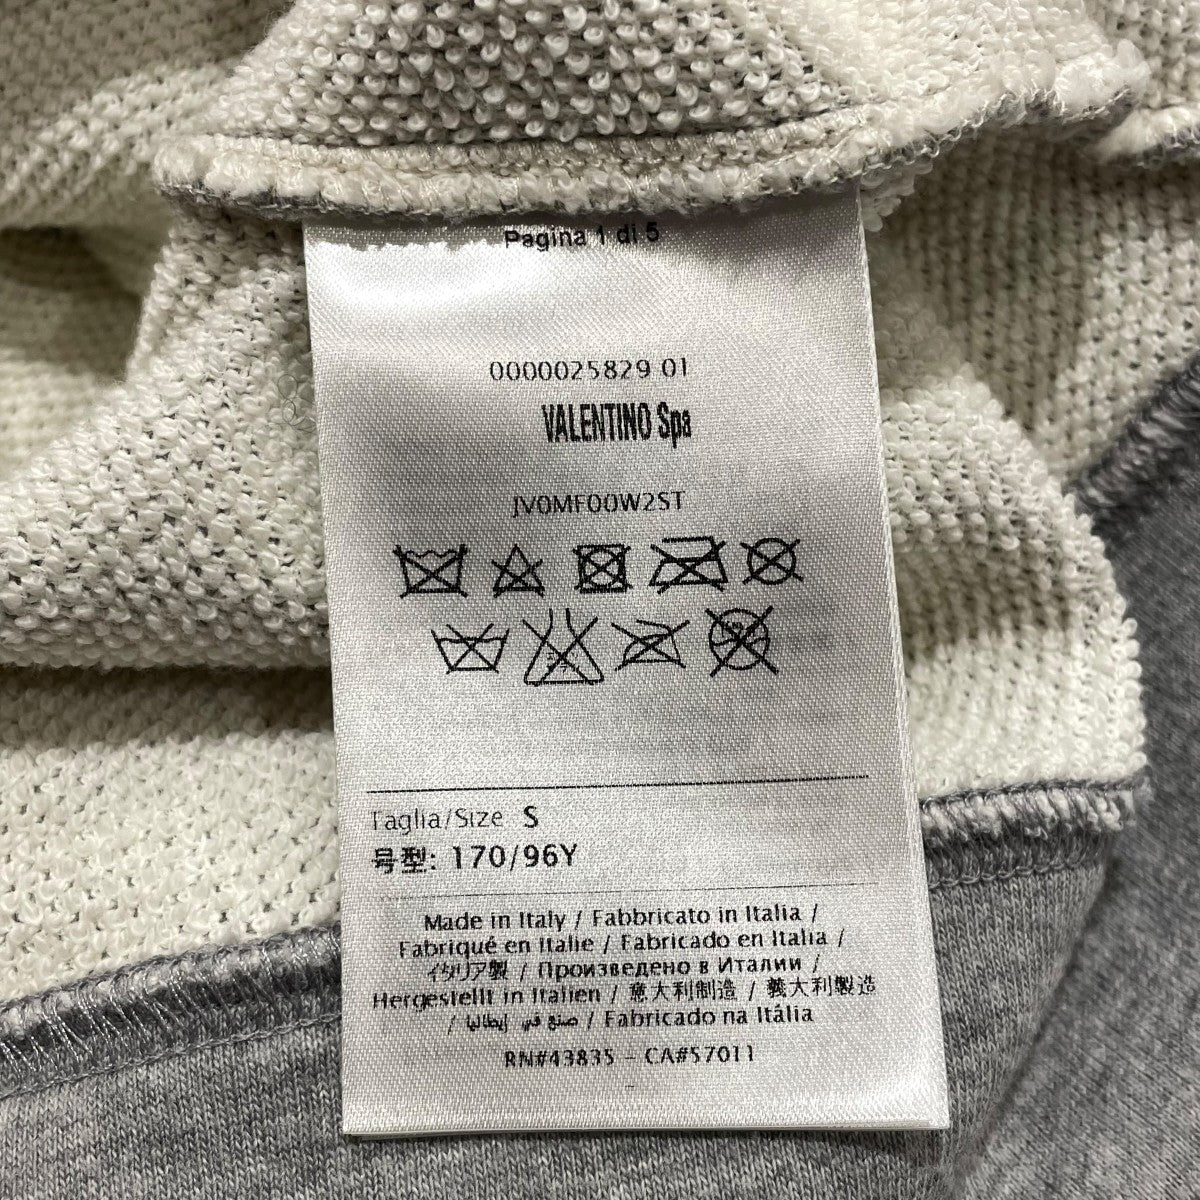 Pagina 1 di 5
0000025829 01
VALENTINO Spa
JV0MF00W2ST
Taglia/Size S
号型: 170/96Y
Made in Italy / Fabbricato in Italia /
Fabriqué en Italie / Fabricado en Italia /
イタリア製 / Произведено в Италии /
Hergestellt in Italien / 意大利制造 / 義大利製造
/ صنع في إيطاليا / Fabricado na Itália
RN#43835 - CA#57011
-